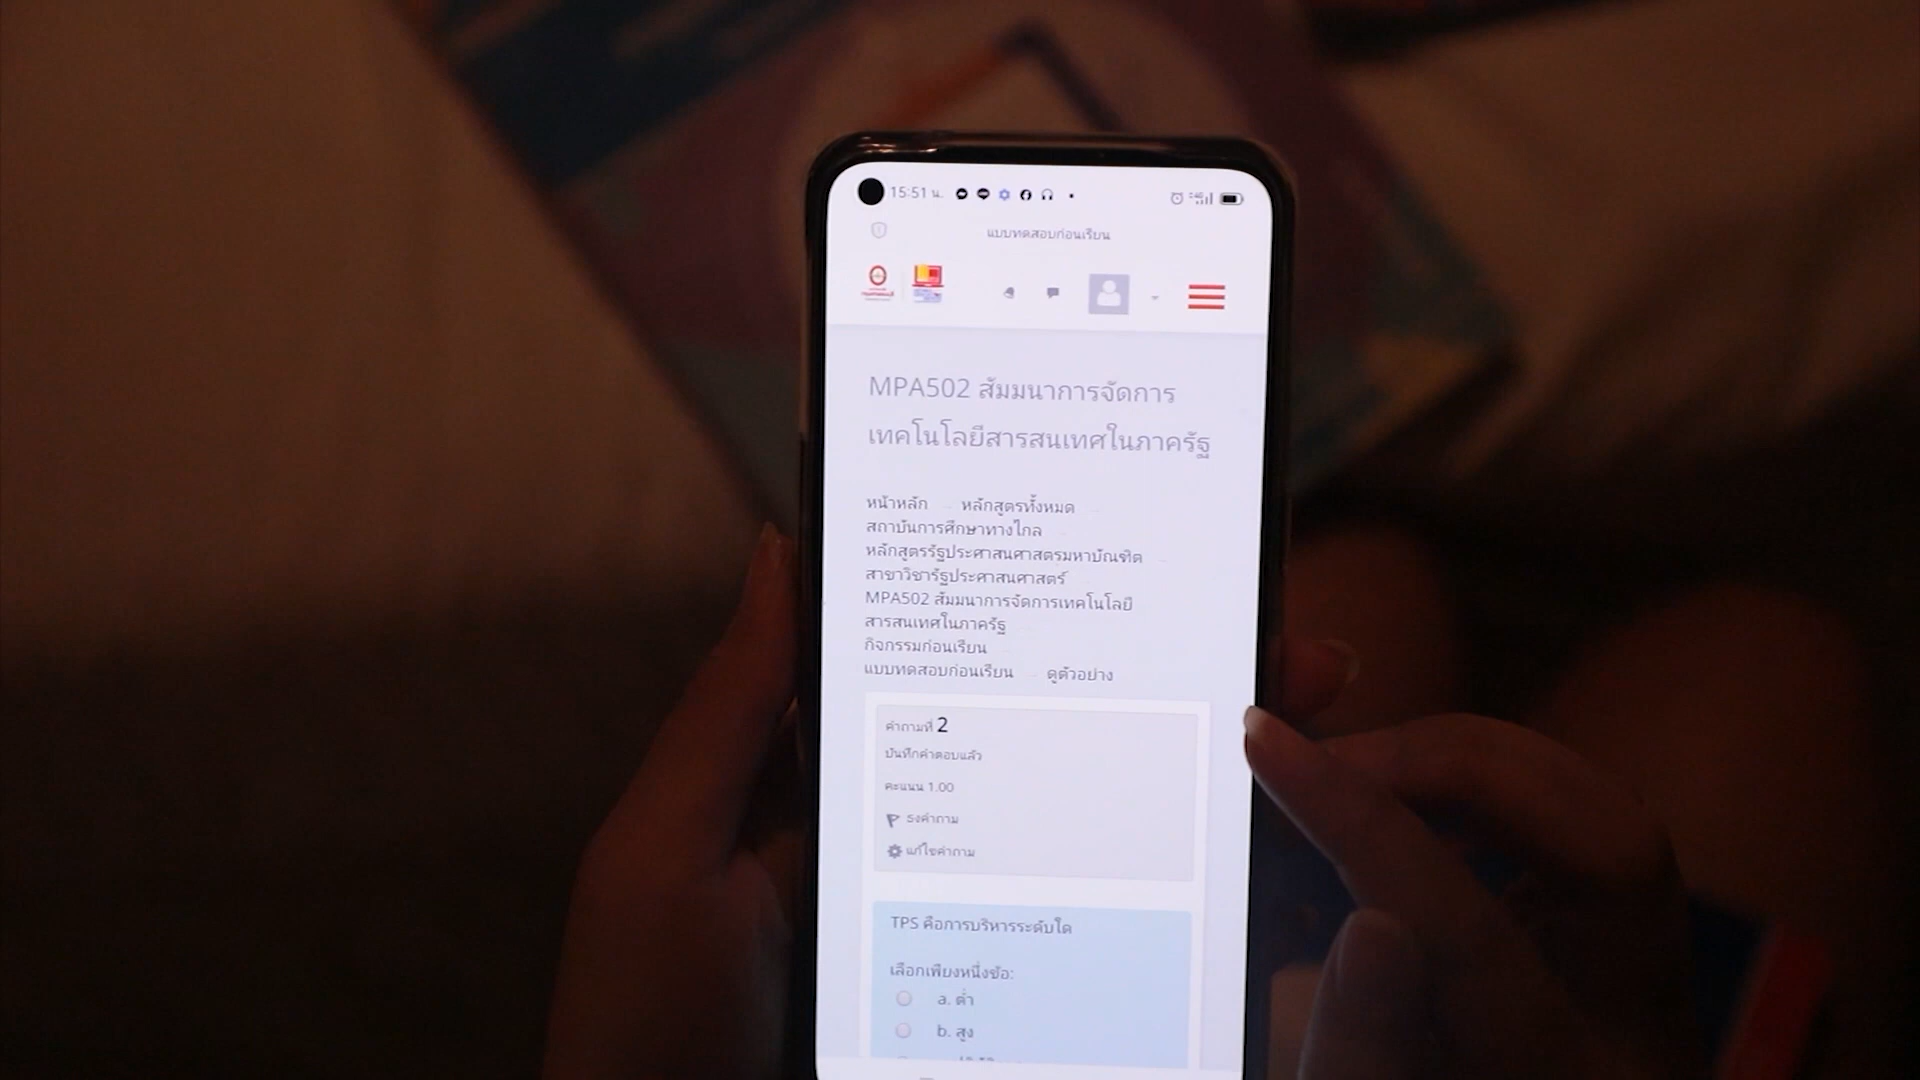 15:51 น.
แบบทดสอบก่อนเรียน
MPA502 สัมมนาการจัดการ
เทคโนโลยีสารสนเทศในภาครัฐ
หน้าหลัก หลักสูตรทั้งหมด
สถาบันการศึกษาทางไกล
หลักสูตรรัฐประศาสนศาสตรมหาบัณฑิต
สาขาวิชารัฐประศาสนศาสตร์
MPA502 สัมมนาการจัดการเทคโนโลยี
สารสนเทศในภาครัฐ
กิจกรรมก่อนเรียน
แบบทดสอบก่อนเรียน ดูตัวอย่าง
คำถามที่ 2
บันทึกคำตอบแล้ว
คะแนน 1.00
ธงคำถาม
แก้ไขคำถาม
TPS คือการบริหารระดับใด
เลือกเพียงหนึ่งข้อ:
a. ต่ำ
b. สูง